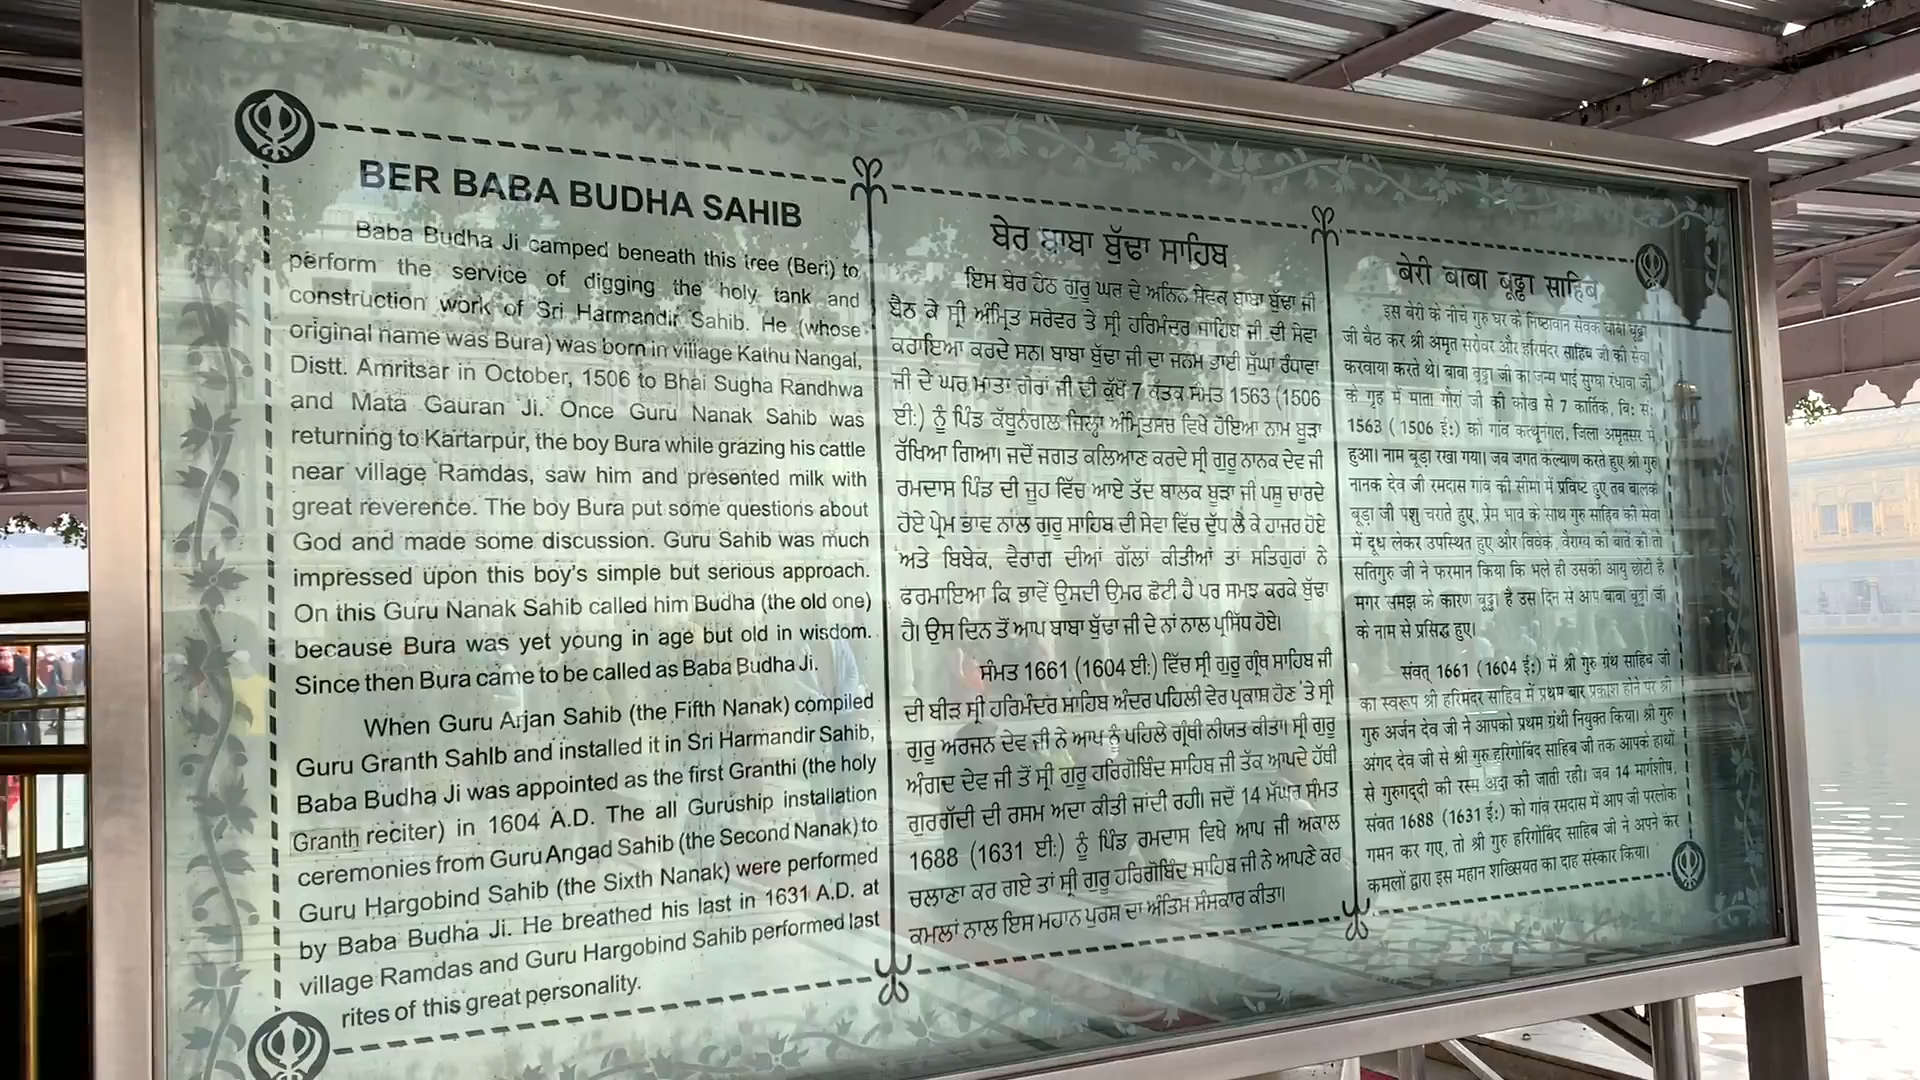 BER BABA BUDHA SAHIB
Baba Budha Ji camped beneath this tree (Beri) to
perform the service of digging the holy tank and
construction work of Sri Harmandir Sahib. He (whose
original name was Bura) was born in village Kathu Nangal,
Distt. Amritsar in October, 1506 to Bhai Sugha Randhwa
and Mata Gauran Ji. Once Guru Nanak Sahib was
returning to Kartarpur, the boy Bura while grazing his cattle
near village Ramdas, saw him and presented milk with
great reverence. The boy Bura put some questions about
God and made some discussion. Guru Sahib was much
impressed upon this boy's simple but serious approach.
On this Guru Nanak Sahib called him Budha (the old one)
because Bura was yet young in age but old in wisdom.
Since then Bura came to be called as Baba Budha Ji.
When Guru Arjan Sahib (the Fifth Nanak) compiled
Guru Granth SahIb and installed it in Sri Harmandir Sahib,
Baba Budha Ji was appointed as the first Granthi (the holy
Granth reciter) in 1604 A.D. The all Guruship installation
ceremonies from Guru Angad Sahib (the Second Nanak) to
Guru Hargobind Sahib (the Sixth Nanak) were performed
by Baba Budha Ji. He breathed his last in 1631 A.D. at
village Ramdas and Guru Hargobind Sahib performed last
rites of this great personality.
ਬੇਰ ਬਾਬਾ ਬੁੱਢਾ ਸਾਹਿਬ
ਇਸ ਬੇਰ ਹੇਠ ਗੁਰੂ ਘਰ ਦੇ ਅਨਿਨ ਸੇਵਕ ਬਾਬਾ ਬੁੱਢਾ ਜੀ
ਬੈਠ ਕੇ ਸ੍ਰੀ ਅੰਮ੍ਰਿਤ ਸਰੋਵਰ ਤੇ ਸ੍ਰੀ ਹਰਿਮੰਦਰ ਸਾਹਿਬ ਜੀ ਦੀ ਸੇਵਾ
ਕਰਾਇਆ ਕਰਦੇ ਸਨ। ਬਾਬਾ ਬੁੱਢਾ ਜੀ ਦਾ ਜਨਮ ਭਾਈ ਸੁੱਘਾ ਰੰਧਾਵਾ
ਜੀ ਦੇ ਘਰ ਮਾਤਾ ਗੌਰਾਂ ਜੀ ਦੀ ਕੁੱਖੋਂ 7 ਕੱਤਕ ਸੰਮਤ 1563 (1506
ਈ:) ਨੂੰ ਪਿੰਡ ਕੱਥੂਨੰਗਲ ਜਿਲ੍ਹਾ ਅੰਮ੍ਰਿਤਸਰ ਵਿਖੇ ਹੋਇਆ ਨਾਮ ਬੂੜਾ
ਰੱਖਿਆ ਗਿਆ। ਜਦੋਂ ਜਗਤ ਕਲਿਆਣ ਕਰਦੇ ਸ੍ਰੀ ਗੁਰੂ ਨਾਨਕ ਦੇਵ ਜੀ
ਰਮਦਾਸ ਪਿੰਡ ਦੀ ਜੂਹ ਵਿੱਚ ਆਏ ਤੱਦ ਬਾਲਕ ਬੂੜਾ ਜੀ ਪਸ਼ੂ ਚਾਰਦੇ
ਹੋਏ ਪ੍ਰੇਮ ਭਾਵ ਨਾਲ ਗੁਰੂ ਸਾਹਿਬ ਦੀ ਸੇਵਾ ਵਿੱਚ ਦੁੱਧ ਲੈ ਕੇ ਹਾਜਰ ਹੋਏ
ਅਤੇ ਬਿਬੇਕ, ਵੈਰਾਗ ਦੀਆਂ ਗੱਲਾਂ ਕੀਤੀਆਂ ਤਾਂ ਸਤਿਗੁਰਾਂ ਨੇ
ਫਰਮਾਇਆ ਕਿ ਭਾਵੇਂ ਉਸਦੀ ਉਮਰ ਛੋਟੀ ਹੈ ਪਰ ਸਮਝ ਕਰਕੇ ਬੁੱਢਾ
ਹੈ। ਉਸ ਦਿਨ ਤੋਂ ਆਪ ਬਾਬਾ ਬੁੱਢਾ ਜੀ ਦੇ ਨਾਂ ਨਾਲ ਪ੍ਰਸਿੱਧ ਹੋਏ।
ਸੰਮਤ 1661 (1604 ਈ:) ਵਿੱਚ ਸ੍ਰੀ ਗੁਰੂ ਗ੍ਰੰਥ ਸਾਹਿਬ ਜੀ
ਦੀ ਬੀੜ ਸ੍ਰੀ ਹਰਿਮੰਦਰ ਸਾਹਿਬ ਅੰਦਰ ਪਹਿਲੀ ਵੇਰ ਪ੍ਰਕਾਸ਼ ਹੋਣ 'ਤੇ ਸ੍ਰੀ
ਗੁਰੂ ਅਰਜਨ ਦੇਵ ਜੀ ਨੇ ਆਪ ਨੂੰ ਪਹਿਲੇ ਗ੍ਰੰਥੀ ਨੀਯਤ ਕੀਤਾ। ਸ੍ਰੀ ਗੁਰੂ
ਅੰਗਦ ਦੇਵ ਜੀ ਤੋਂ ਸ੍ਰੀ ਗੁਰੂ ਹਰਿਗੋਬਿੰਦ ਸਾਹਿਬ ਜੀ ਤੱਕ ਆਪਦੇ ਹੱਥੀ
ਗੁਰਗੱਦੀ ਦੀ ਰਸਮ ਅਦਾ ਕੀਤੀ ਜਾਂਦੀ ਰਹੀ। ਜਦੋਂ 14 ਮੱਘਰ ਸੰਮਤ
1688 (1631 ਈ:) ਨੂੰ ਪਿੰਡ ਰਮਦਾਸ ਵਿਖੇ ਆਪ ਜੀ ਅਕਾਲ
ਚਲਾਣਾ ਕਰ ਗਏ ਤਾਂ ਸ੍ਰੀ ਗੁਰੂ ਹਰਿਗੋਬਿੰਦ ਸਾਹਿਬ ਜੀ ਨੇ ਆਪਣੇ ਕਰ
ਕਮਲਾਂ ਨਾਲ ਇਸ ਮਹਾਨ ਪੁਰਸ਼ ਦਾ ਅੰਤਿਮ ਸੰਸਕਾਰ ਕੀਤਾ।
बेरी बाबा बूढ्ढा साहिब
इस बेरी के नीचे गुरु घर के निष्ठावान सेवक बाबा बूढ्ढा
जी बैठ कर श्री अमृत सरोवर और हरिमंदर साहिब जी की सेवा
करवाया करते थे। बाबा बूढ्ढा जी का जन्म भाई सुग्घा रंधावा जी
के गृह में माता गौरां जी की कोख से 7 कार्तिक, वि: स:
1563 ( 1506 ई:) को गांव कत्थूनंगल, जिला अमृतसर में
हुआ। नाम बूड़ा रखा गया। जब जगत कल्याण करते हुए श्री गुरु
नानक देव जी रमदास गांव की सीमा में प्रविष्ट हुए तब बालक
बूड़ा जी पशु चराते हुए, प्रेम भाव के साथ गुरु साहिब की सेवा
में दूध लेकर उपस्थित हुए और विवेक, वैराग्य की बातें की तो
सतिगुरु जी ने फरमान किया कि भले ही उसकी आयु छोटी है
मगर समझ के कारण बूढ्ढा है उस दिन से आप बाबा बूढ्ढा जी
के नाम से प्रसिद्ध हुए।
संवत् 1661 (1604 ई:) में श्री गुरु ग्रंथ साहिब जी
का स्वरूप श्री हरिमंदर साहिब में प्रथम बार प्रकाश होने पर श्री
गुरु अर्जन देव जी ने आपको प्रथम ग्रंथी नियुक्त किया। श्री गुरु
अंगद देव जी से श्री गुरु हरिगोबिंद साहिब जी तक आपके हाथों
से गुरुगद्दी की रस्म अदा की जाती रही। जब 14 मार्गशीष,
संवत 1688 (1631 ई:) को गांव रमदास में आप जी परलोक
गमन कर गए, तो श्री गुरु हरिगोबिंद साहिब जी ने अपने कर
कमलों द्वारा इस महान शख्सियत का दाह संस्कार किया।